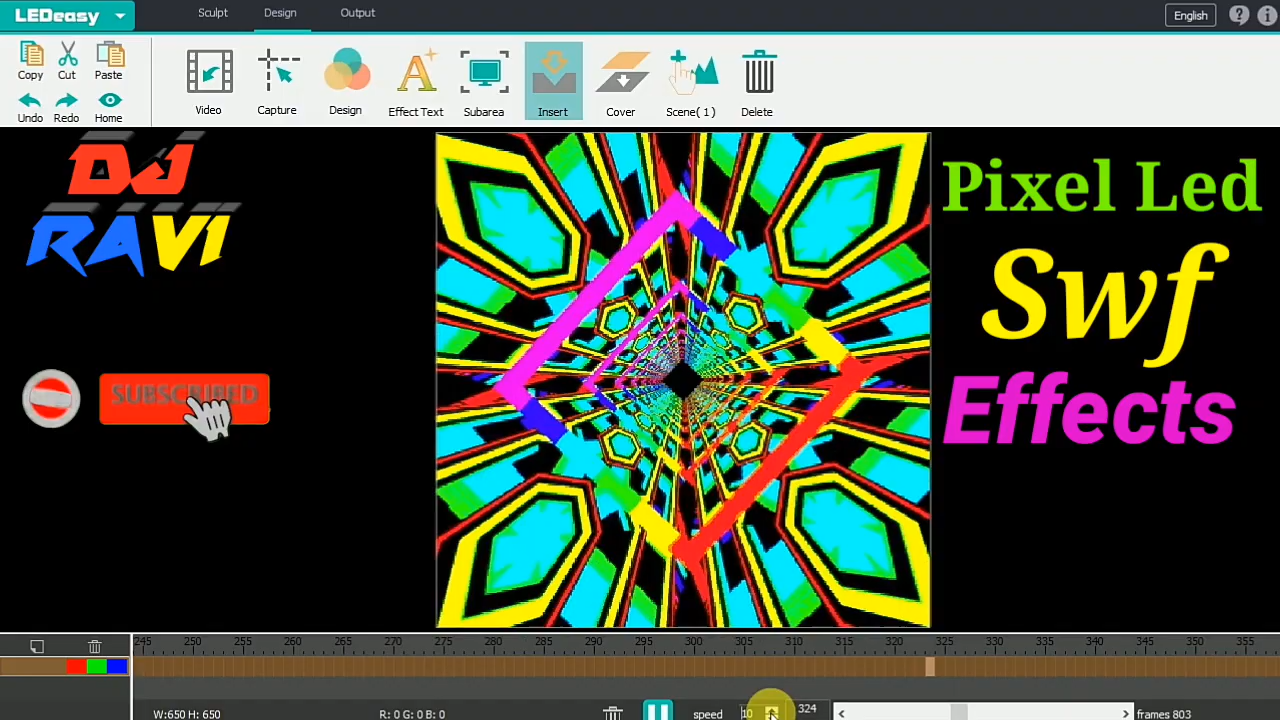 LEDeasy
Sculpt
Design
Output
English
Copy
Cut
Paste
Undo
Redo
Home
Video
Capture
Design
Effect Text
Subarea
Insert
Cover
Scene( 1 )
Delete
DJ
RAVI
SUBSCRIBED
Pixel Led
Swf
Effects
245 250 255 260 265 270 275 280 285 290 295 300 305 310 315 320 325 330 335 340 345 350 355
W:650 H: 650
R: 0 G: 0 B: 0
speed
10
324
frames 803